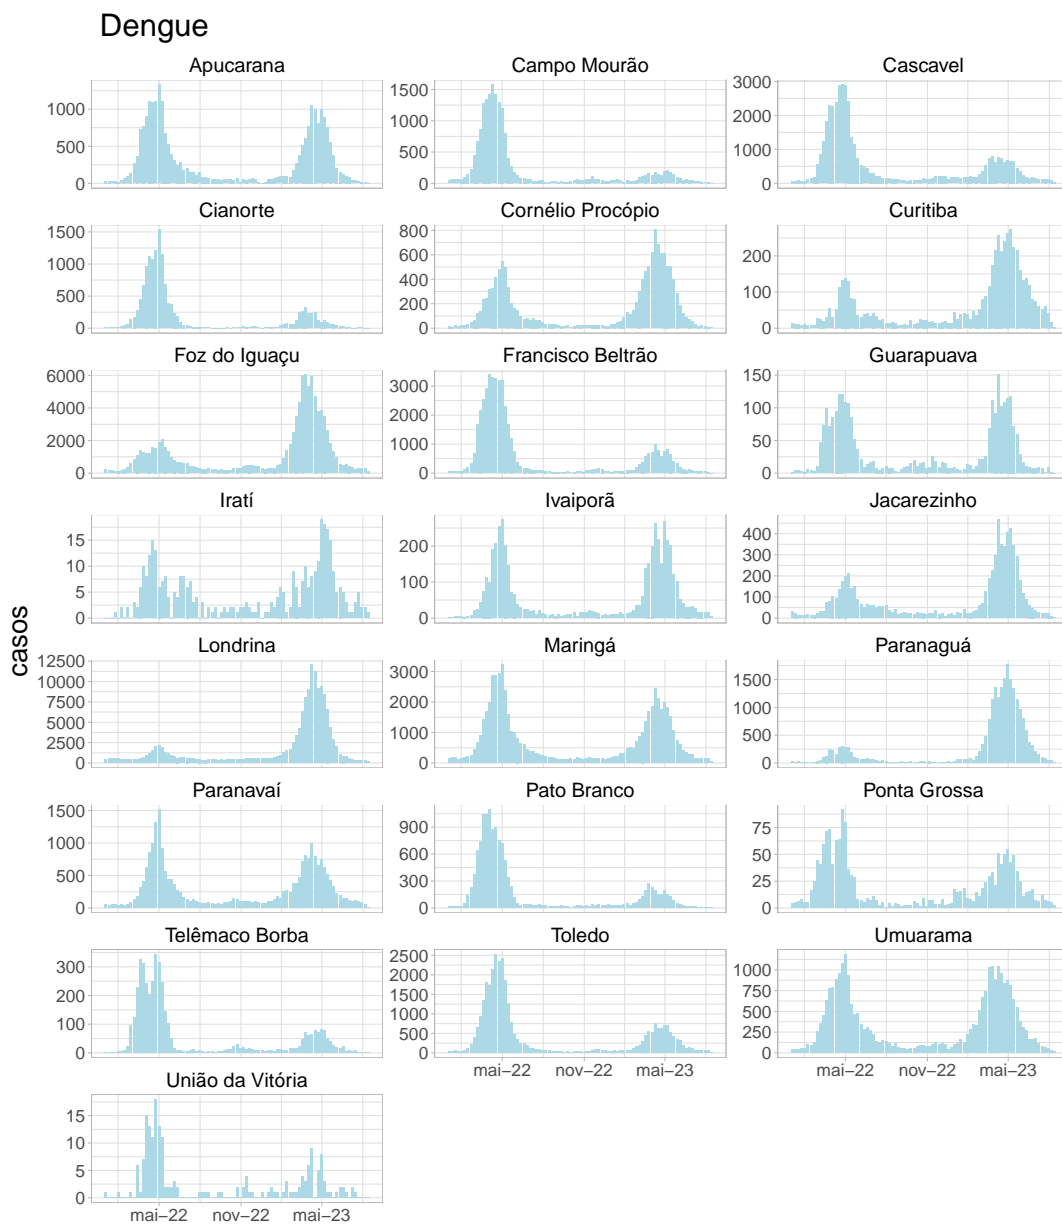 Dengue
Apucarana Campo Mourão Cascavel
1000 500 0
1500 1000 500 0
3000 2000 1000 0
Cianorte Cornélio Procópio Curitiba
1500 1000 500 0
800 600 400 200 0
200 100 0
Foz do Iguaçu Francisco Beltrão Guarapuava
6000 4000 2000 0
3000 2000 1000 0
150 100 50 0
Iratí Ivaiporã Jacarezinho
15 10 5 0
200 100 0
400 300 200 100 0
casos
Londrina Maringá Paranaguá
12500 10000 7500 5000 2500 0
3000 2000 1000 0
1500 1000 500 0
Paranavaí Pato Branco Ponta Grossa
1500 1000 500 0
900 600 300 0
75 50 25 0
Telêmaco Borba Toledo Umuarama
300 200 100 0
2500 2000 1500 1000 500 0
1000 750 500 250 0
mai−22 nov−22 mai−23
mai−22 nov−22 mai−23
União da Vitória
15 10 5 0
mai−22 nov−22 mai−23